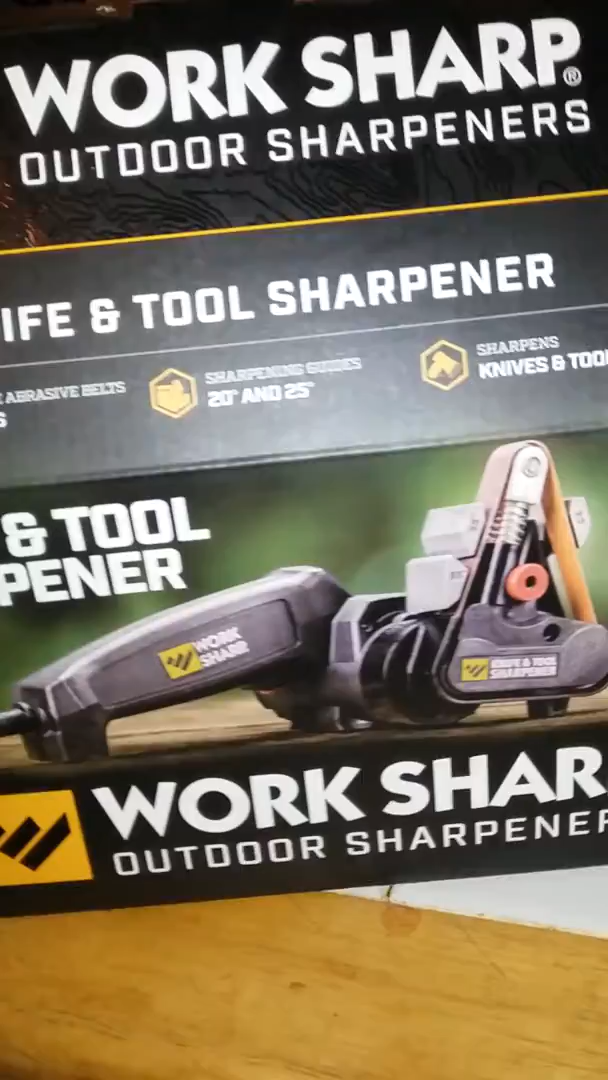 WORK SHARP®
OUTDOOR SHARPENERS
IFE & TOOL SHARPENER
ABRASIVE BELTS
S
SHARPENING GUIDES
20° AND 25°
SHARPENS
KNIVES & TOO
& TOOL
PENER
WORK
SHARP
KNIFE & TOOL
SHARPENER
WORK SHAR
OUTDOOR SHARPENER